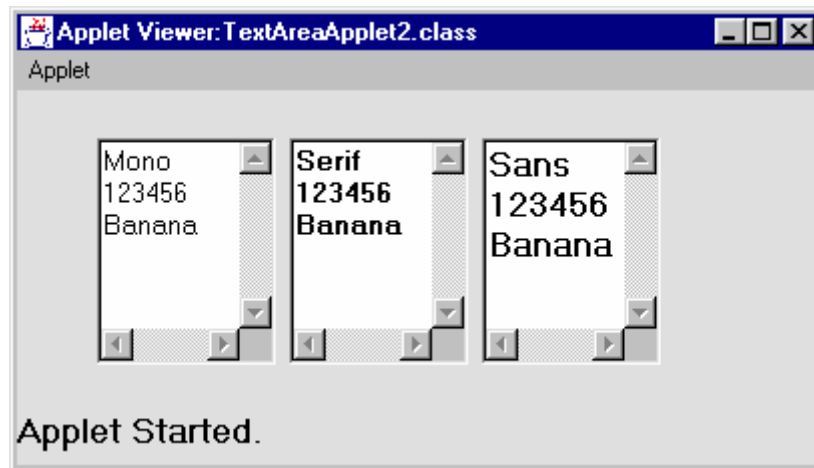 Applet Viewer:TextAreaApplet2.class
Applet
Mono
123456
Banana
Serif
123456
Banana
Sans
123456
Banana
Applet Started.